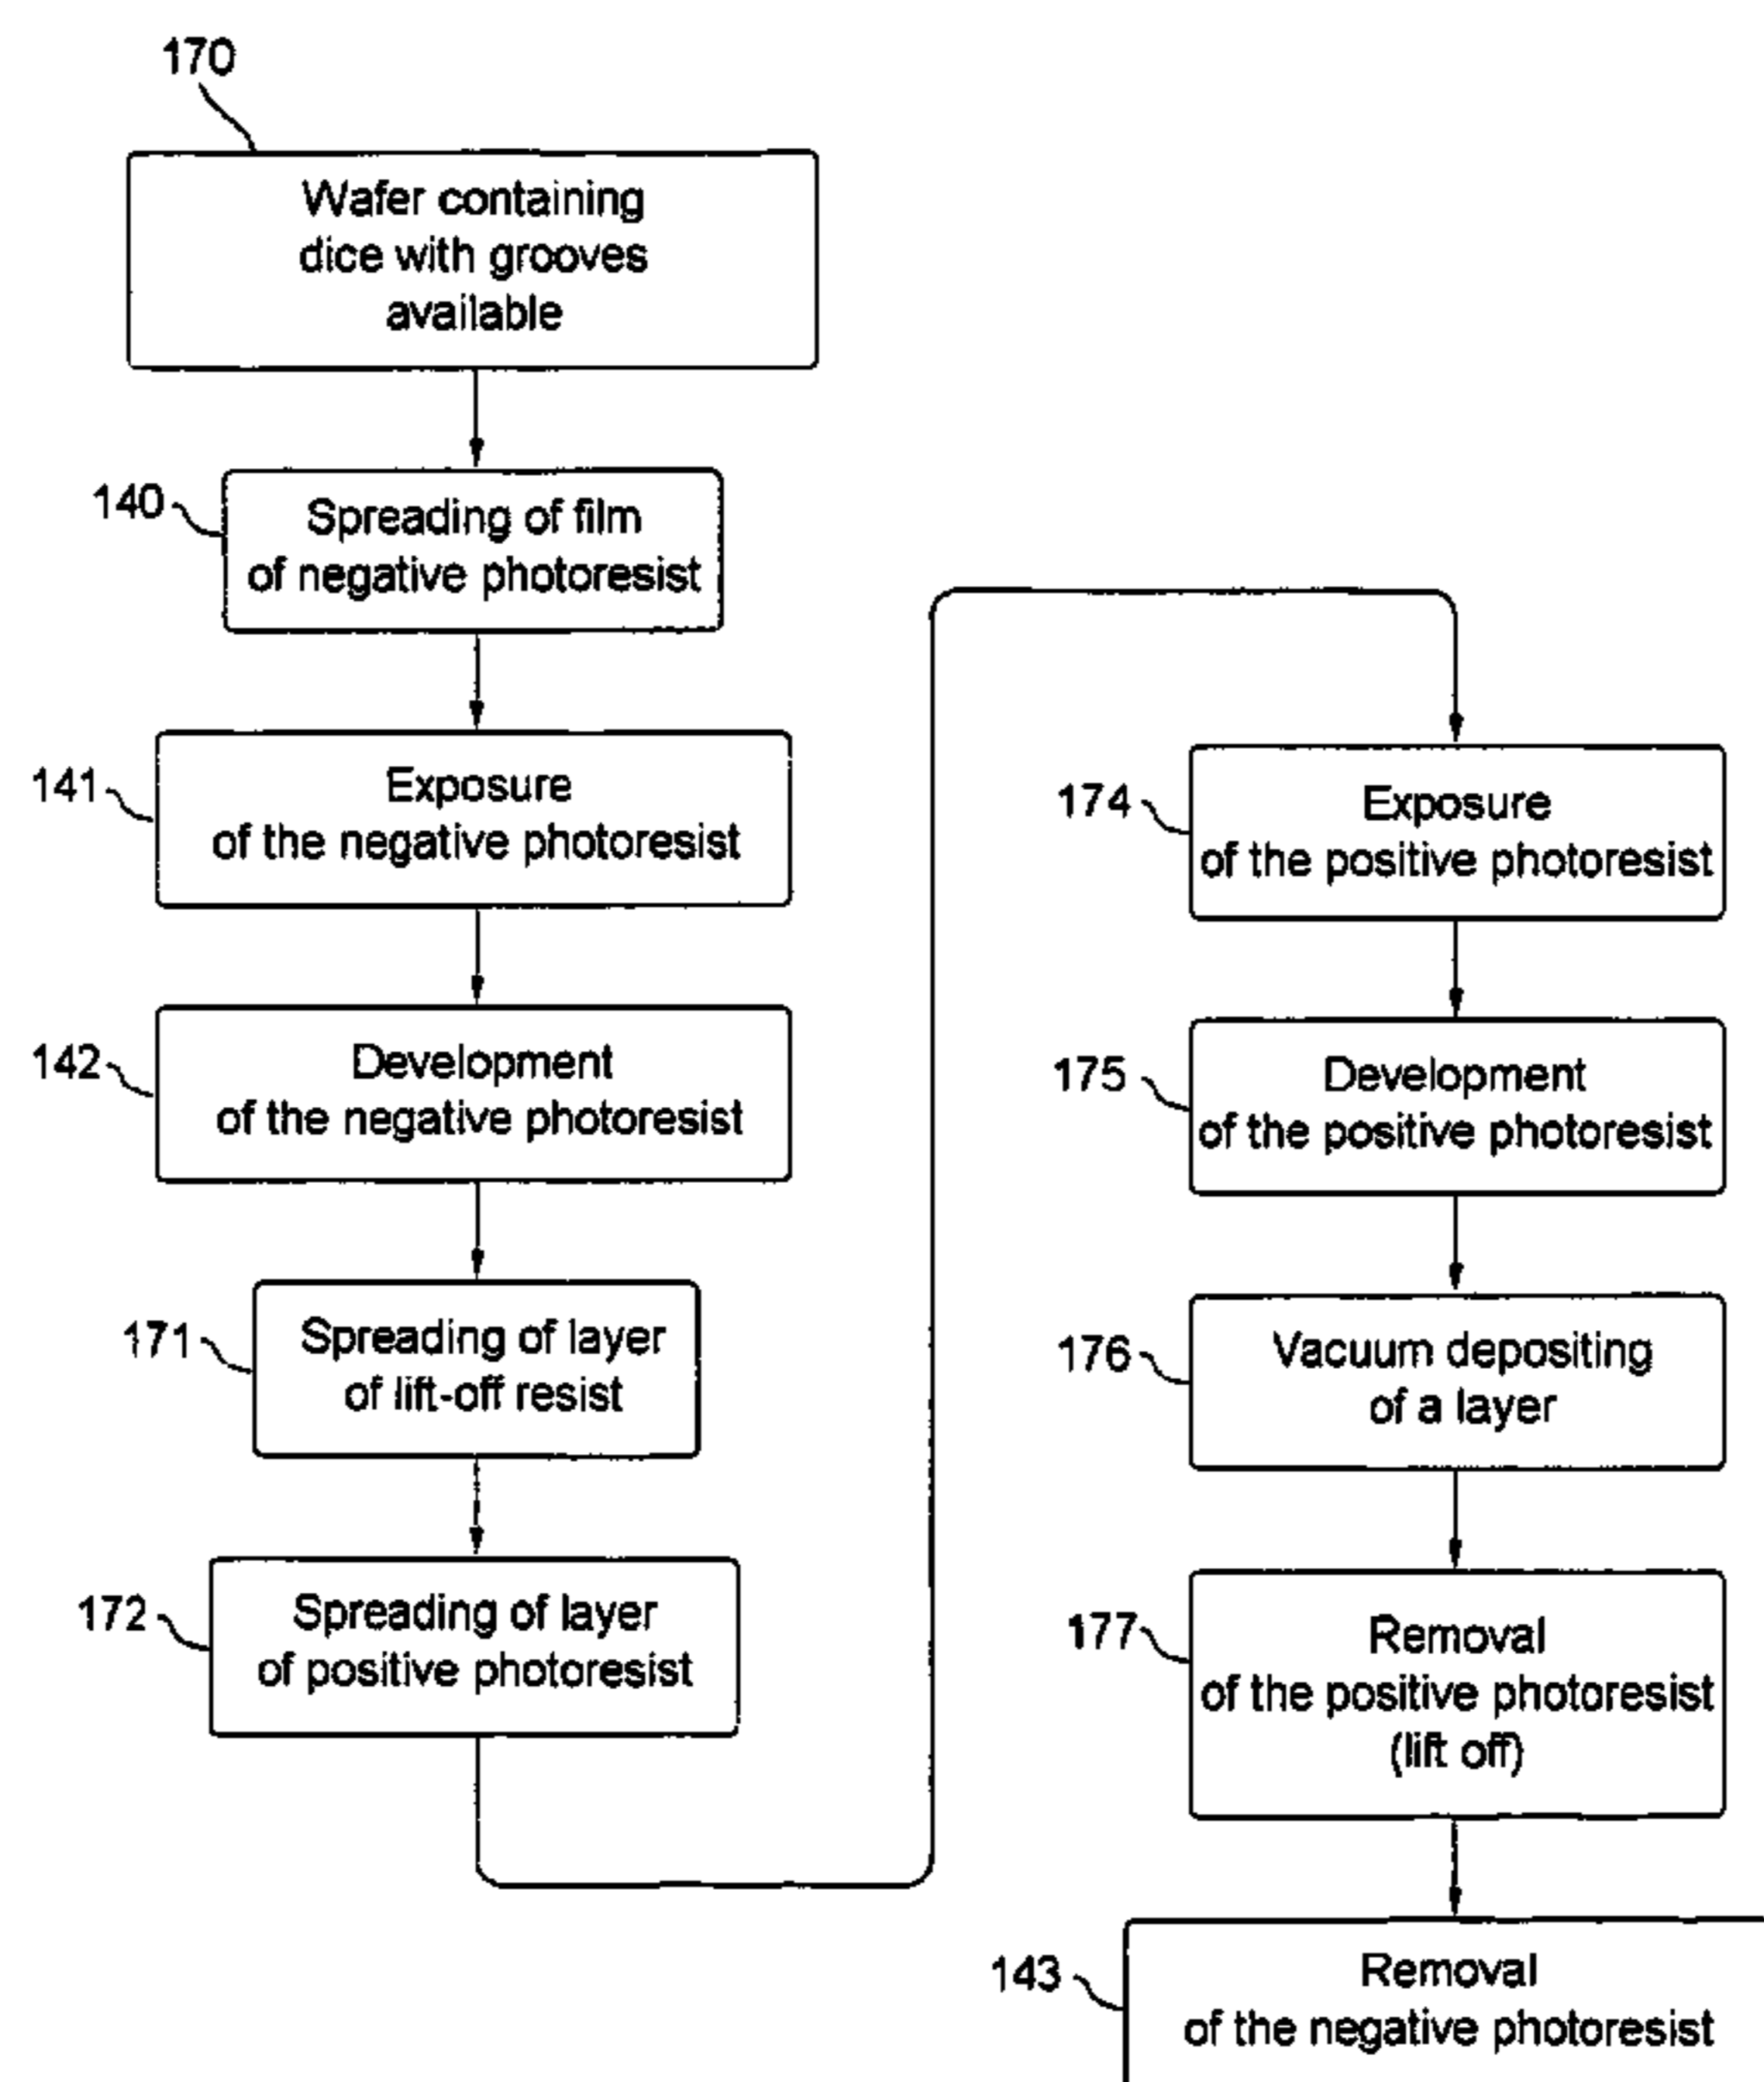 170
Wafer containing
dice with grooves
available
140
Spreading of film
of negative photoresist
141
Exposure
of the negative photoresist
142
Development
of the negative photoresist
171
Spreading of layer
of lift-off resist
172
Spreading of layer
of positive photoresist
174
Exposure
of the positive photoresist
175
Development
of the positive photoresist
176
Vacuum depositing
of a layer
177
Removal
of the positive photoresist
(lift off)
143
Removal
of the negative photoresist